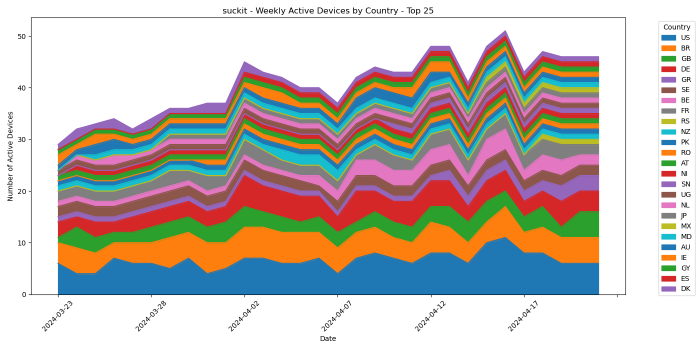 suckit - Weekly Active Devices by Country - Top 25
Number of Active Devices
50
40
30
20
10
0
2024-03-23
2024-03-28
2024-04-02
2024-04-07
2024-04-12
2024-04-17
Date
Country
US
BR
GB
DE
GR
SE
BE
FR
RS
NZ
PK
RO
AT
NI
SN
UG
NL
JP
MX
MD
AU
IE
GY
ES
DK